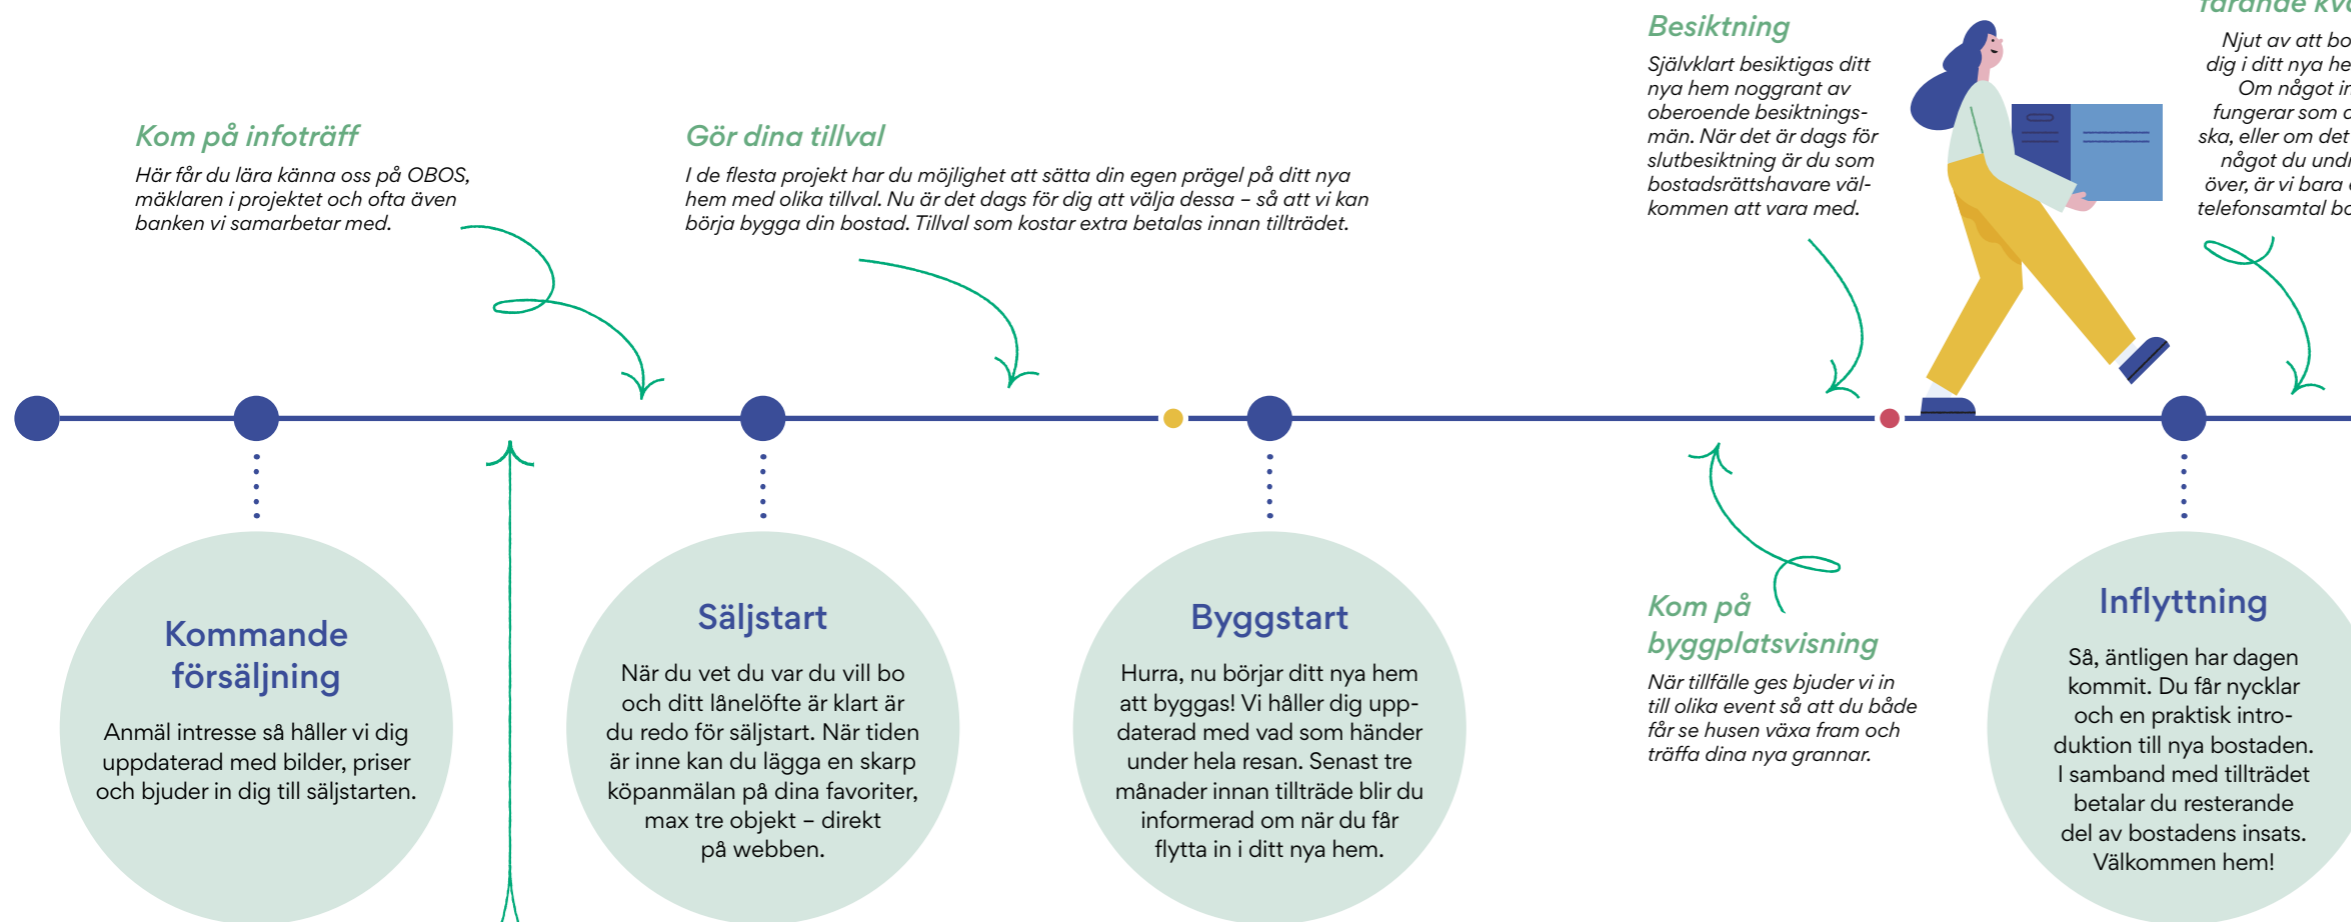 Kom på infoträff
Här får du lära känna oss på OBOS,
mäklaren i projektet och ofta även
banken vi samarbetar med.
Gör dina tillval
I de flesta projekt har du möjlighet att sätta din egen prägel på ditt nya
hem med olika tillval. Nu är det dags för dig att välja dessa – så att vi kan
börja bygga din bostad. Tillval som kostar extra betalas innan tillträdet.
Besiktning
Självklart besiktigas ditt
nya hem noggrant av
oberoende besiktnings-
män. När det är dags för
slutbesiktning är du som
bostadsrättshavare väl-
kommen att vara med.
Njut av att bo
dig i ditt nya he
Om något in
fungerar som d
ska, eller om det
något du und
över, är vi bara
telefonsamtal bo
Kommande
försäljning
Anmäl intresse så håller vi dig
uppdaterad med bilder, priser
och bjuder in dig till säljstarten.
Säljstart
När du vet du var du vill bo
och ditt lånelöfte är klart är
du redo för säljstart. När tiden
är inne kan du lägga en skarp
köpanmälan på dina favoriter,
max tre objekt – direkt
på webben.
Byggstart
Hurra, nu börjar ditt nya hem
att byggas! Vi håller dig upp-
daterad med vad som händer
under hela resan. Senast tre
månader innan tillträde blir du
informerad om när du får
flytta in i ditt nya hem.
Kom på
byggplatsvisning
När tillfälle ges bjuder vi in
till olika event så att du både
får se husen växa fram och
träffa dina nya grannar.
Inflyttning
Så, äntligen har dagen
kommit. Du får nycklar
och en praktisk intro-
duktion till nya bostaden.
I samband med tillträdet
betalar du resterande
del av bostadens insats.
Välkommen hem!